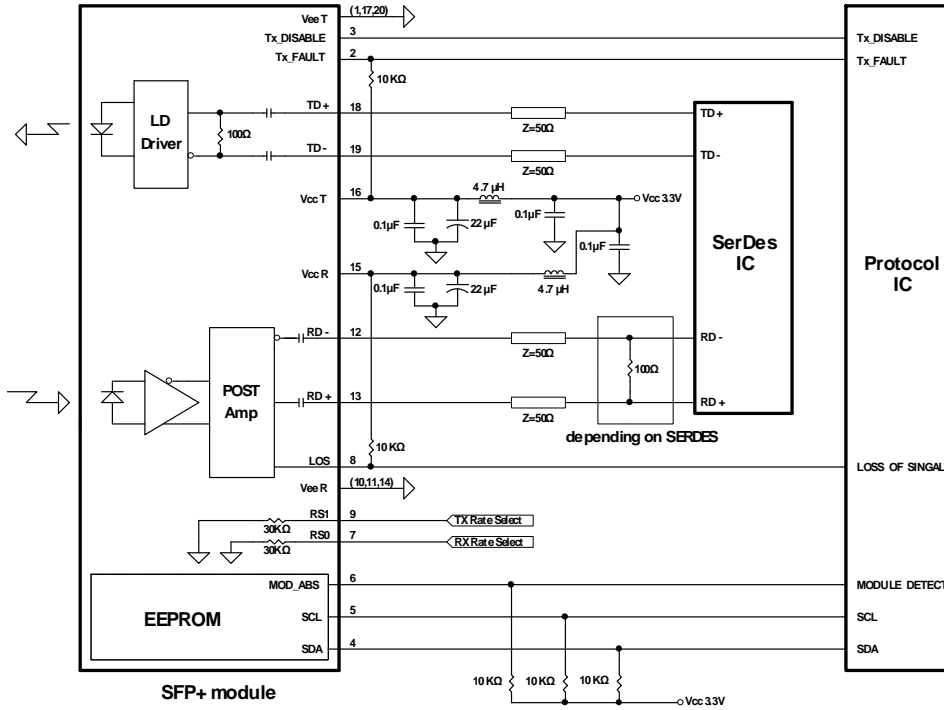 Vee T (1,17,20)
Tx_DISABLE 3 Tx_DISABLE
Tx_FAULT 2 Tx_FAULT
10 KΩ
LD Driver
100Ω
TD + 18 Z=50Ω TD +
TD - 19 Z=50Ω TD -
Vcc T 16 4.7 µH Vcc 3.3V
0.1µF 22 µF 0.1µF 0.1µF
SerDes IC
Protocol IC
Vcc R 15
0.1µF 22 µF 4.7 µH
RD - 12 Z=50Ω RD -
100Ω
POST Amp
RD + 13 Z=50Ω RD +
depending on SERDES
10 KΩ
LOS 8 LOSS OF SINGAL
Vee R (10,11,14)
RS1 9 TX Rate Select
30KΩ
RS0 7 RX Rate Select
30KΩ
EEPROM
MOD_ABS 6 MODULE DETECT
SCL 5 SCL
SDA 4 SDA
10 KΩ 10 KΩ 10 KΩ
Vcc 3.3V
SFP+ module